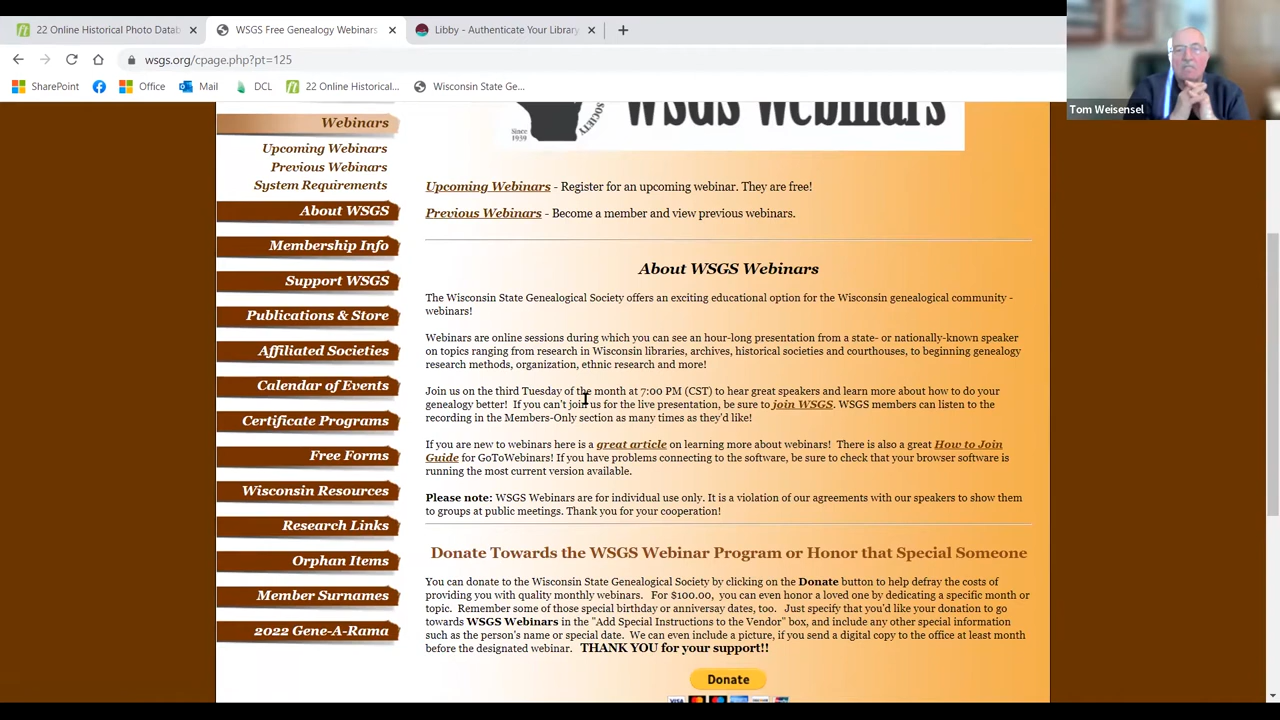 22 Online Historical Photo Datab
WSGS Free Genealogy Webinars
Libby - Authenticate Your Library
wsgs.org/cpage.php?pt=125
SharePoint
Office
Mail
DCL
22 Online Historical...
Wisconsin State Ge...
Tom Weisensel
Webinars
Upcoming Webinars
Previous Webinars
System Requirements
About WSGS
Membership Info
Support WSGS
Publications & Store
Affiliated Societies
Calendar of Events
Certificate Programs
Free Forms
Wisconsin Resources
Research Links
Orphan Items
Member Surnames
2022 Gene-A-Rama
Since
1939
SOCIETY
WSGS Webinars
Upcoming Webinars - Register for an upcoming webinar. They are free!
Previous Webinars - Become a member and view previous webinars.
About WSGS Webinars
The Wisconsin State Genealogical Society offers an exciting educational option for the Wisconsin genealogical community -
webinars!
Webinars are online sessions during which you can see an hour-long presentation from a state- or nationally-known speaker
on topics ranging from research in Wisconsin libraries, archives, historical societies and courthouses, to beginning genealogy
research methods, organization, ethnic research and more!
Join us on the third Tuesday of the month at 7:00 PM (CST) to hear great speakers and learn more about how to do your
genealogy better! If you can't join us for the live presentation, be sure to join WSGS. WSGS members can listen to the
recording in the Members-Only section as many times as they'd like!
If you are new to webinars here is a great article on learning more about webinars! There is also a great How to Join
Guide for GoToWebinars! If you have problems connecting to the software, be sure to check that your browser software is
running the most current version available.
Please note: WSGS Webinars are for individual use only. It is a violation of our agreements with our speakers to show them
to groups at public meetings. Thank you for your cooperation!
Donate Towards the WSGS Webinar Program or Honor that Special Someone
You can donate to the Wisconsin State Genealogical Society by clicking on the Donate button to help defray the costs of
providing you with quality monthly webinars. For $100.00, you can even honor a loved one by dedicating a specific month or
topic. Remember some of those special birthday or anniversay dates, too. Just specify that you'd like your donation to go
towards WSGS Webinars in the "Add Special Instructions to the Vendor" box, and include any other special information
such as the person's name or special date. We can even include a picture, if you send a digital copy to the office at least month
before the designated webinar. THANK YOU for your support!!
Donate